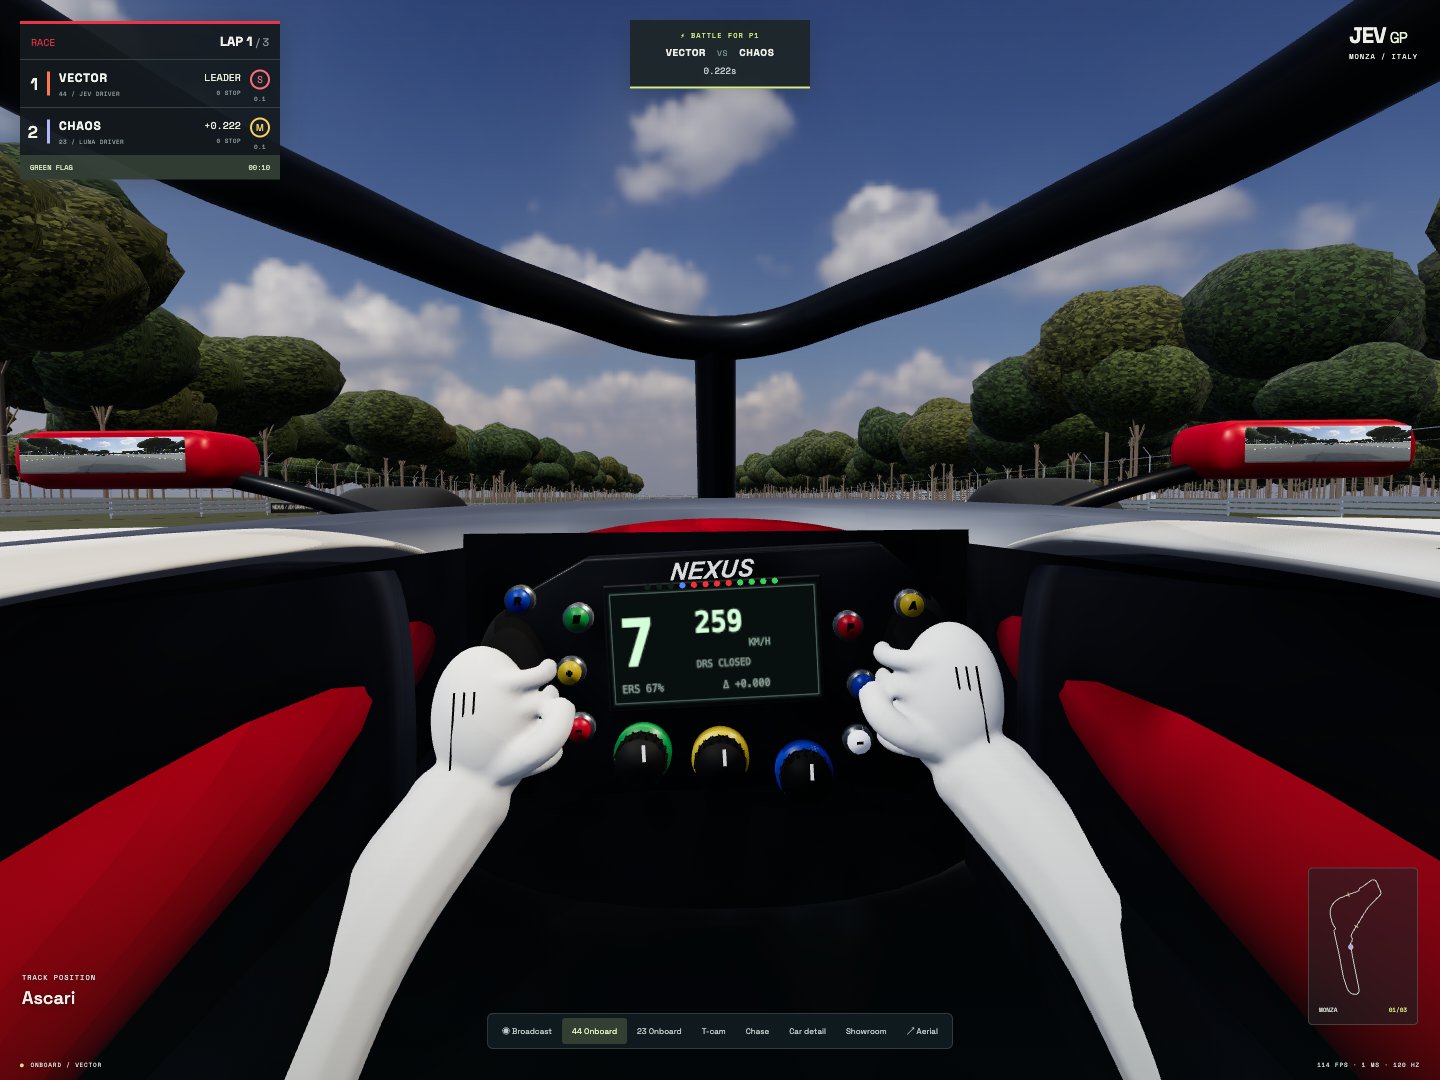 RACE LAP 1 / 3
1 VECTOR LEADER S
44 / JEV DRIVER 0 STOP 0.1
2 CHAOS +0.222 M
23 / LUNA DRIVER 0 STOP 0.1
GREEN FLAG 00:10
⚡ BATTLE FOR P1
VECTOR VS CHAOS
0.222s
JEV GP
MONZA / ITALY
NEXUS
7 259
KM/H
DRS CLOSED
ERS 67% Δ +0.000
A
TRACK POSITION
Ascari
MONZA 01/03
Broadcast 44 Onboard 23 Onboard T-cam Chase Car detail Showroom Aerial
ONBOARD / VECTOR
114 FPS · 1 MS · 120 HZ